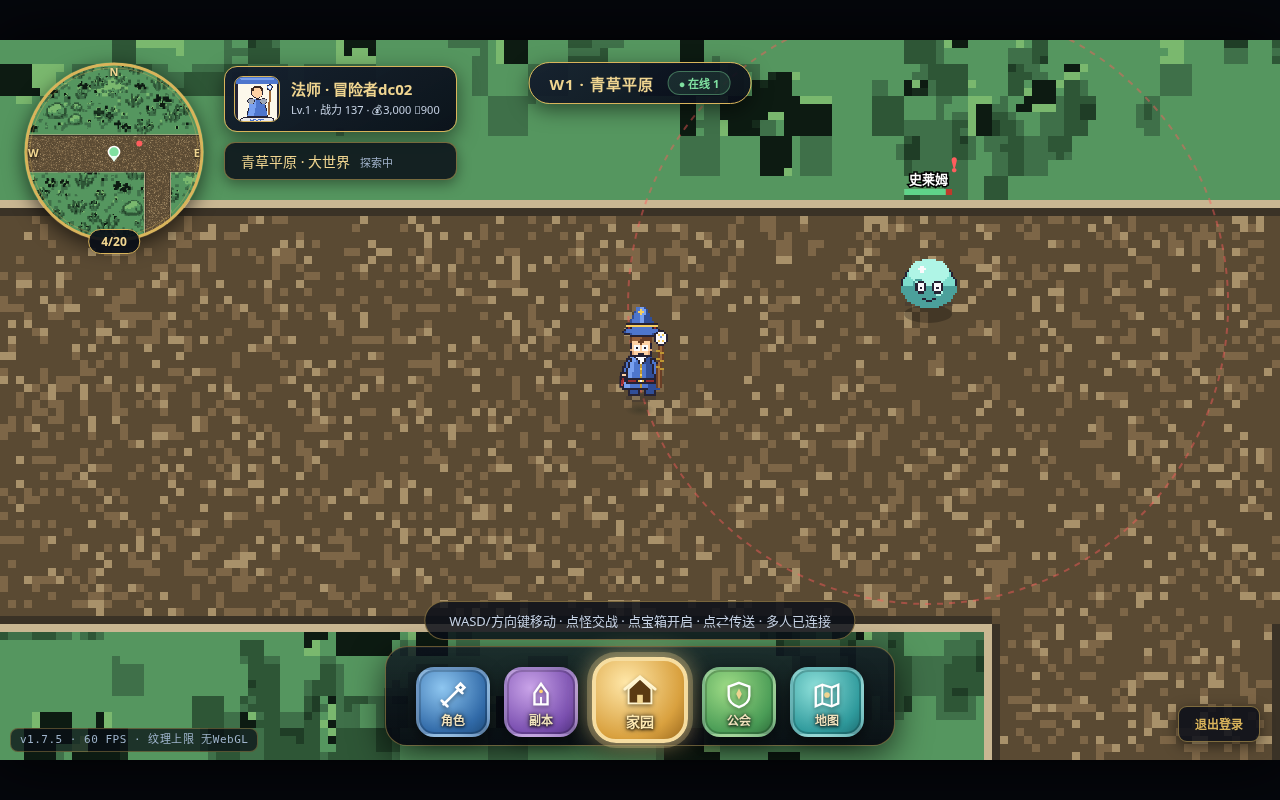 N
W
E
4/20
法师 · 冒险者dc02
Lv.1 · 战力 137 · 💰3,000 900
青草平原 · 大世界 探索中
W1 · 青草平原 ● 在线 1
史莱姆
WASD/方向键移动 · 点怪交战 · 点宝箱开启 · 点⇄传送 · 多人已连接
角色
副本
家园
公会
地图
v1.7.5 · 60 FPS · 纹理上限 无WebGL
退出登录